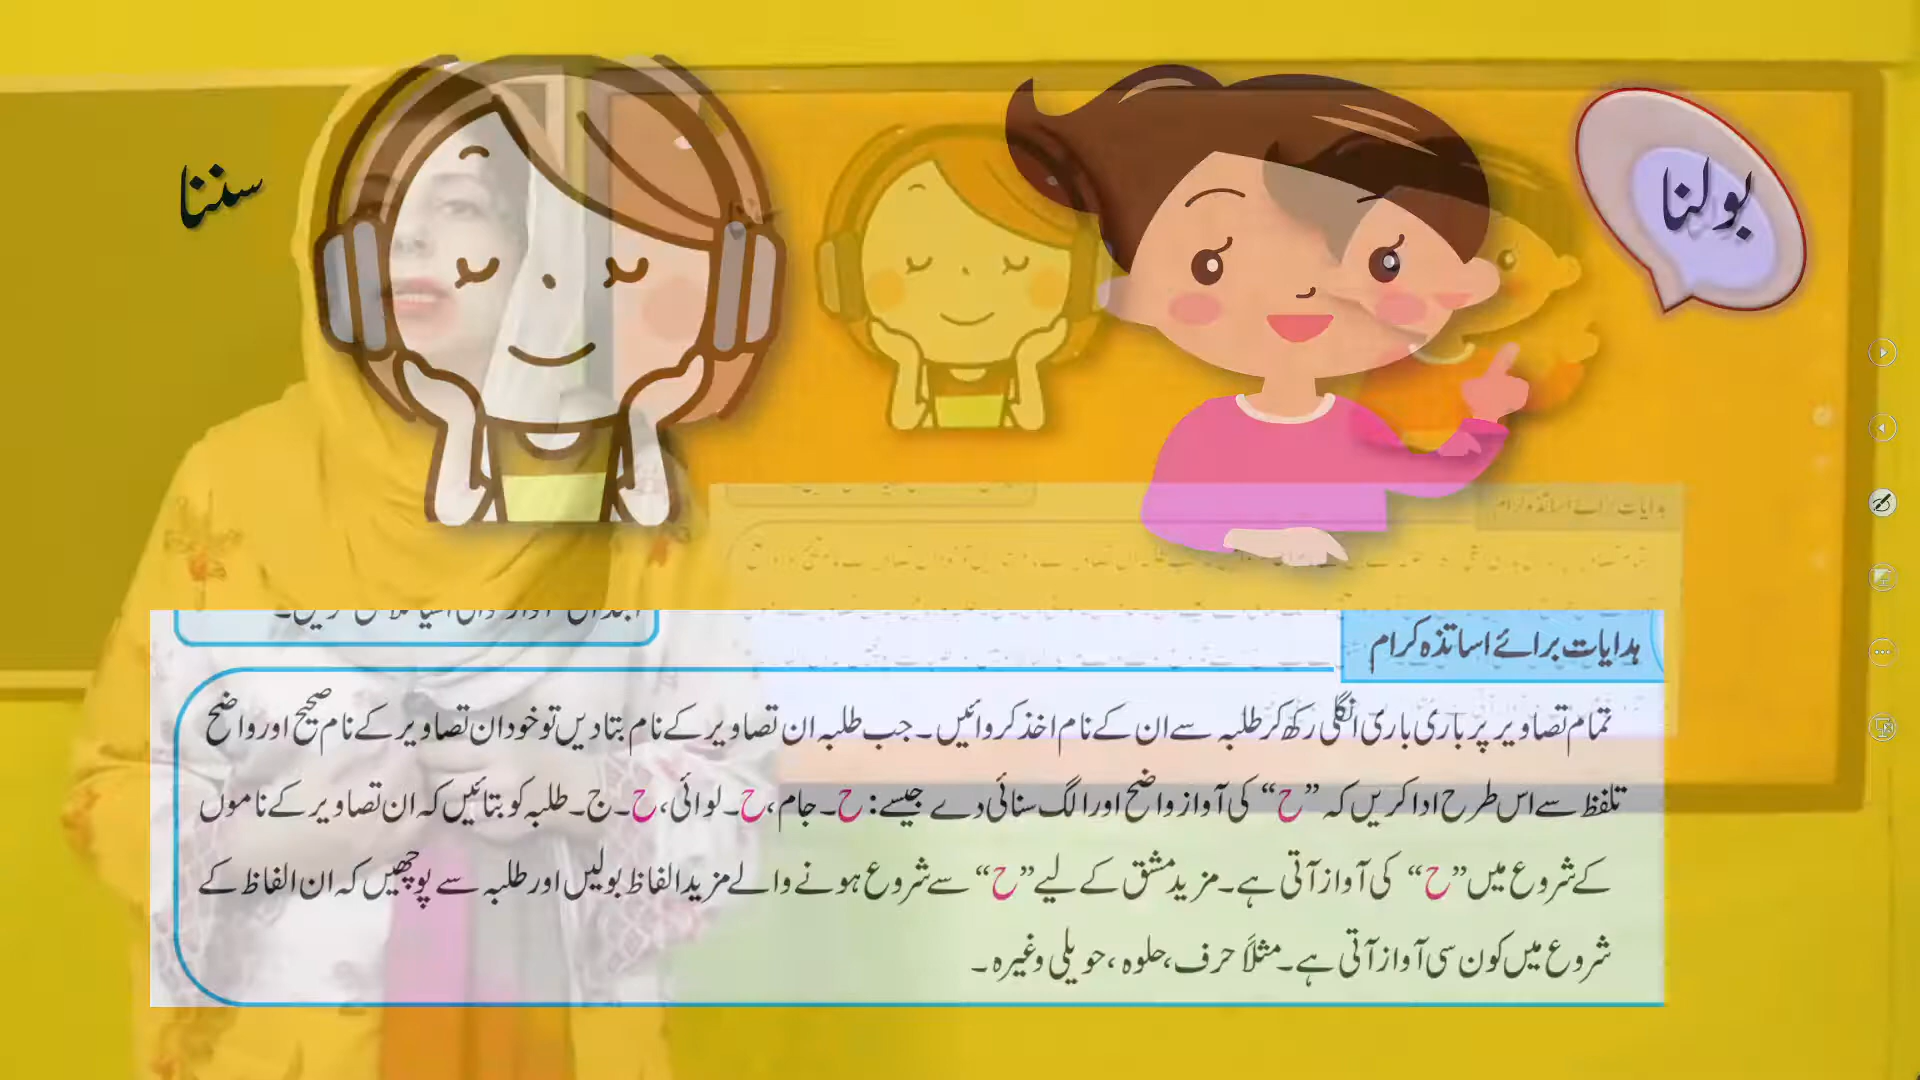 سننا
بولنا
ہدایات برائے اساتذہ کرام
ہدایات برائے اساتذہ کرام
تمام تصاویر پر باری باری انگلی رکھ کر طلبہ سے ان کے نام اخذ کروائیں۔ جب طلبہ ان تصاویر کے نام بتادیں تو خود ان تصاویر کے نام صحیح اور واضح
تلفظ سے اس طرح ادا کریں کہ ”ح“ کی آواز واضح اور الگ سنائی دے جیسے: ح۔جام، ح۔لوائی، ح۔ج۔ طلبہ کو بتائیں کہ ان تصاویر کے ناموں
کے شروع میں ”ح“ کی آواز آتی ہے۔ مزید مشق کے لیے ”ح“ سے شروع ہونے والے مزید الفاظ بولیں اور طلبہ سے پوچھیں کہ ان الفاظ کے
شروع میں کون سی آواز آتی ہے۔ مثلاً حرف، حلوہ، حویلی وغیرہ۔